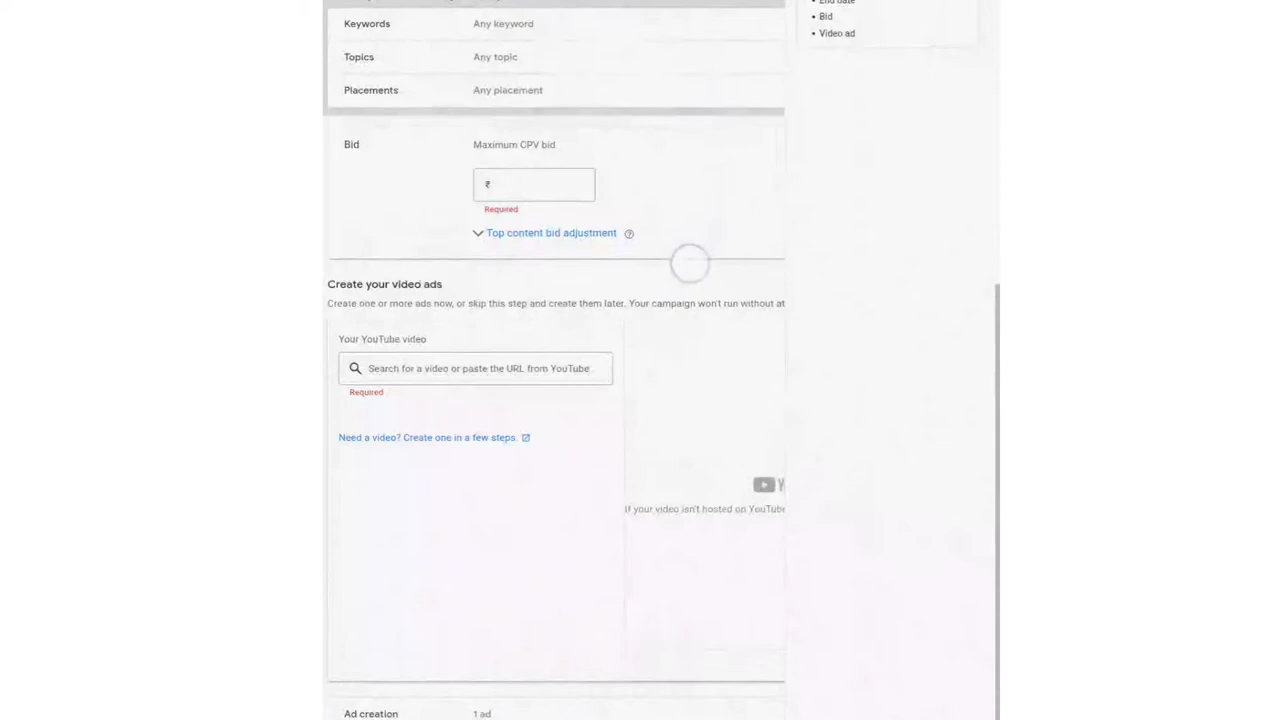 Keywords Any keyword
Topics Any topic
Placements Any placement
Bid Maximum CPV bid
₹
Required
Top content bid adjustment
Create your video ads
Create one or more ads now, or skip this step and create them later. Your campaign won't run without at
Your YouTube video
Search for a video or paste the URL from YouTube
Required
Need a video? Create one in a few steps.
If your video isn't hosted on YouTube
Ad creation 1 ad
• Bid
• Video ad